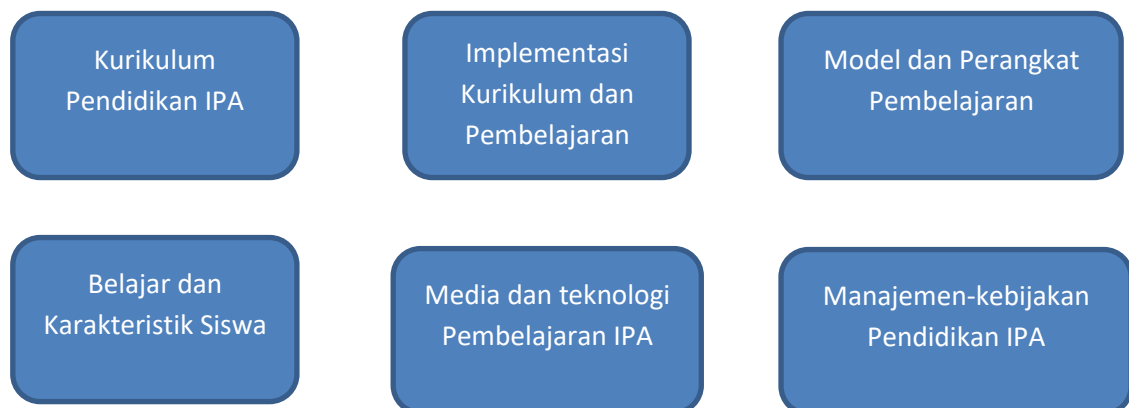 Kurikulum
Pendidikan IPA
Implementasi
Kurikulum dan
Pembelajaran
Model dan Perangkat
Pembelajaran
Belajar dan
Karakteristik Siswa
Media dan teknologi
Pembelajaran IPA
Manajemen-kebijakan
Pendidikan IPA